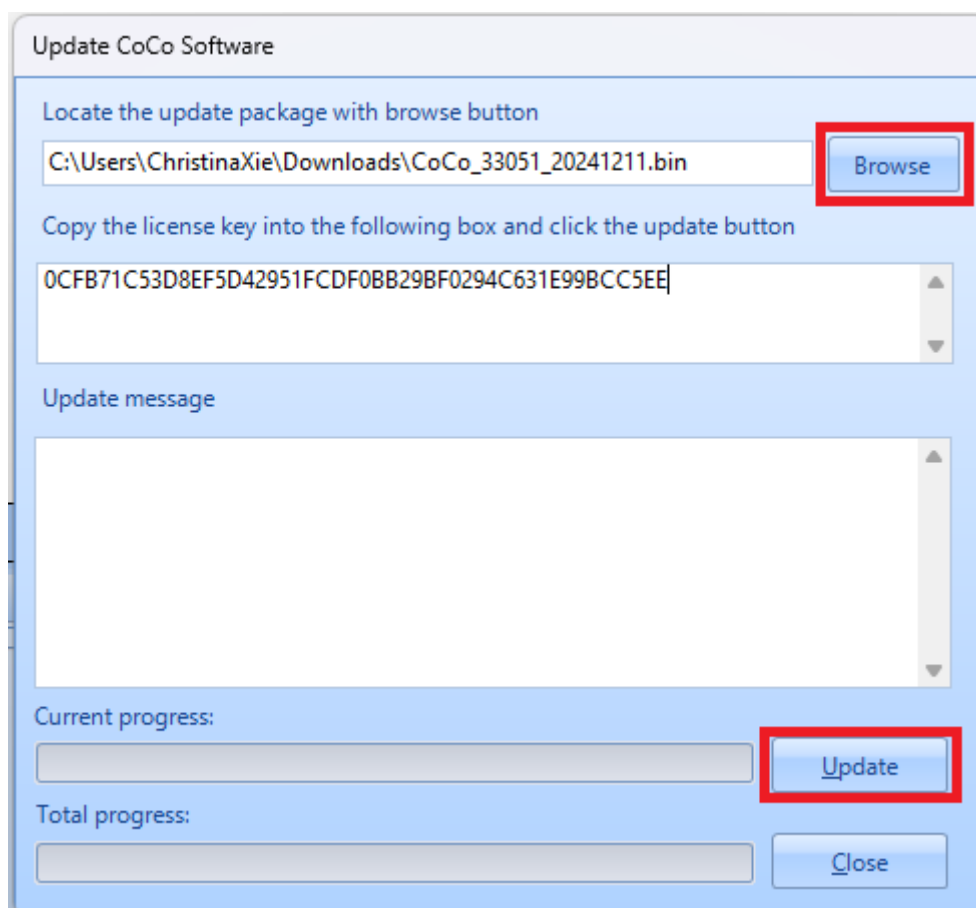 Update CoCo Software
Locate the update package with browse button
C:\Users\ChristinaXie\Downloads\CoCo_33051_20241211.bin
Browse
Copy the license key into the following box and click the update button
0CFB71C53D8EF5D42951FCDF0BB29BF0294C631E99BCC5EE
Update message
Current progress:
Update
Total progress:
Close